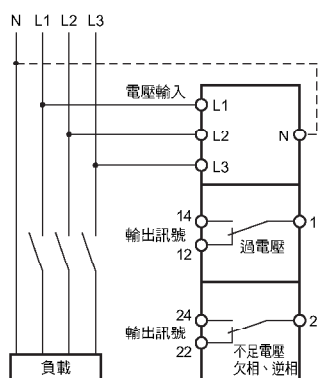 N L1 L2 L3
電壓輸入
L1
L2
N
L3
14
1
輸出訊號
過電壓
12
24
2
輸出訊號
不足電壓
22
欠相、逆相
負載